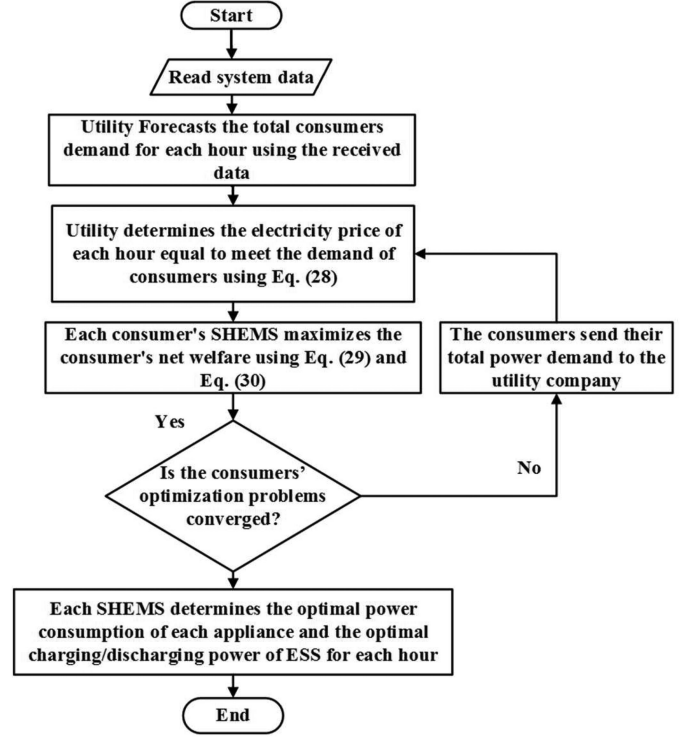 Start
Read system data
Utility Forecasts the total consumers
demand for each hour using the received
data
Utility determines the electricity price of
each hour equal to meet the demand of
consumers using Eq. (28)
Each consumer's SHEMS maximizes the
consumer's net welfare using Eq. (29) and
Eq. (30)
The consumers send their
total power demand to the
utility company
Yes
No
Is the consumers’
optimization problems
converged?
Each SHEMS determines the optimal power
consumption of each appliance and the optimal
charging/discharging power of ESS for each hour
End